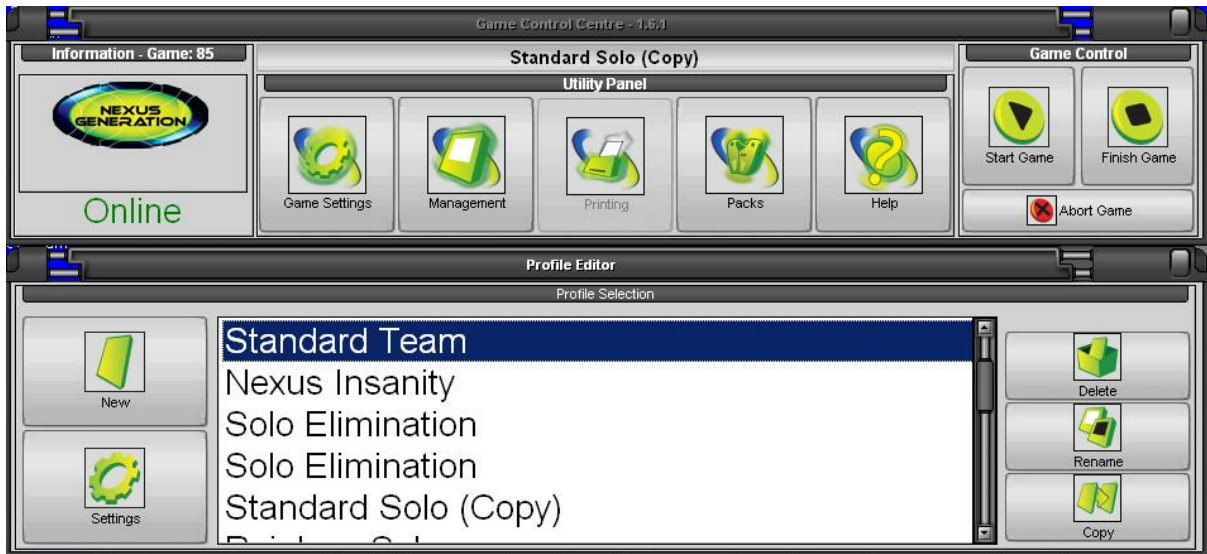 Game Control Centre - 1.6.1
Information - Game: 85
Standard Solo (Copy)
Game Control
Utility Panel
NEXUS
GENERATION
Online
Game Settings
Management
Printing
Packs
Help
Start Game
Finish Game
Abort Game
Profile Editor
Profile Selection
New
Settings
Standard Team
Nexus Insanity
Solo Elimination
Solo Elimination
Standard Solo (Copy)
Delete
Rename
Copy